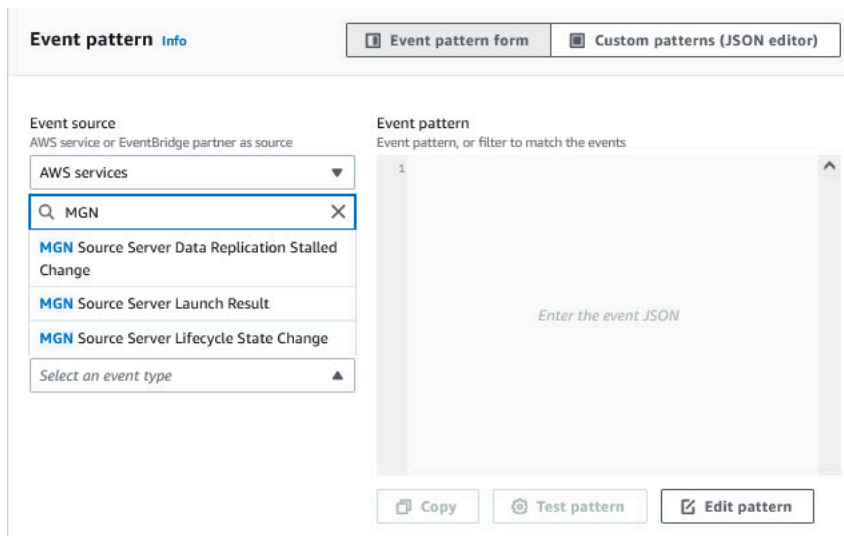 Event pattern Info
Event pattern form
Custom patterns (JSON editor)
Event source
AWS service or EventBridge partner as source
AWS services
MGN
MGN Source Server Data Replication Stalled
Change
MGN Source Server Launch Result
MGN Source Server Lifecycle State Change
Select an event type
Event pattern
Event pattern, or filter to match the events
1
Enter the event JSON
Copy
Test pattern
Edit pattern